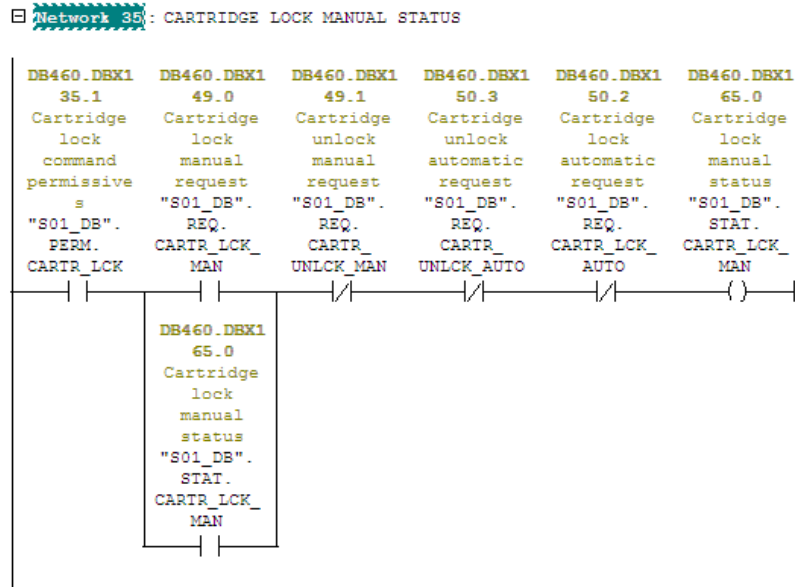 Network 35: CARTRIDGE LOCK MANUAL STATUS
DB460.DBX1
35.1
Cartridge
lock
command
permissive
s
"S01_DB".
PERM.
CARTR_LCK
DB460.DBX1
49.0
Cartridge
lock
manual
request
"S01_DB".
REQ.
CARTR_LCK_
MAN
DB460.DBX1
49.1
Cartridge
unlock
manual
request
"S01_DB".
REQ.
CARTR_
UNLCK_MAN
DB460.DBX1
50.3
Cartridge
unlock
automatic
request
"S01_DB".
REQ.
CARTR_
UNLCK_AUTO
DB460.DBX1
50.2
Cartridge
lock
automatic
request
"S01_DB".
REQ.
CARTR_LCK_
AUTO
DB460.DBX1
65.0
Cartridge
lock
manual
status
"S01_DB".
STAT.
CARTR_LCK_
MAN
DB460.DBX1
65.0
Cartridge
lock
manual
status
"S01_DB".
STAT.
CARTR_LCK_
MAN